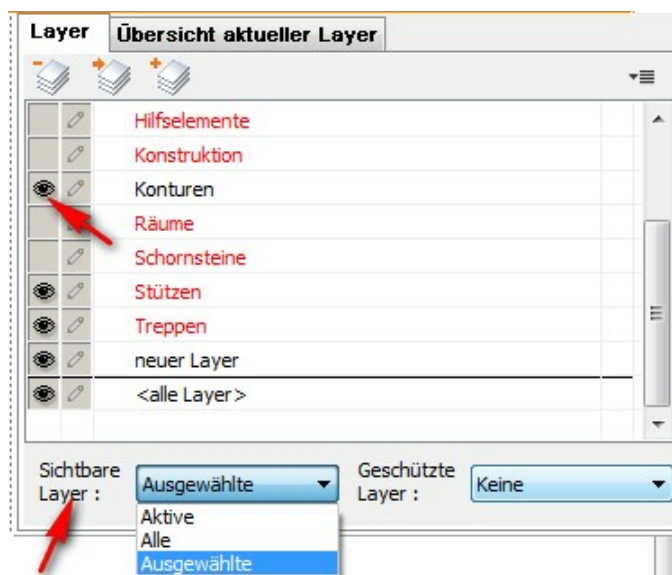 Layer Übersicht aktueller Layer
Hilfselemente
Konstruktion
Konturen
Räume
Schornsteine
Stützen
Treppen
neuer Layer
<alle Layer>
Sichtbare Layer : Ausgewählte Geschützte Layer : Keine
Aktive
Alle
Ausgewählte